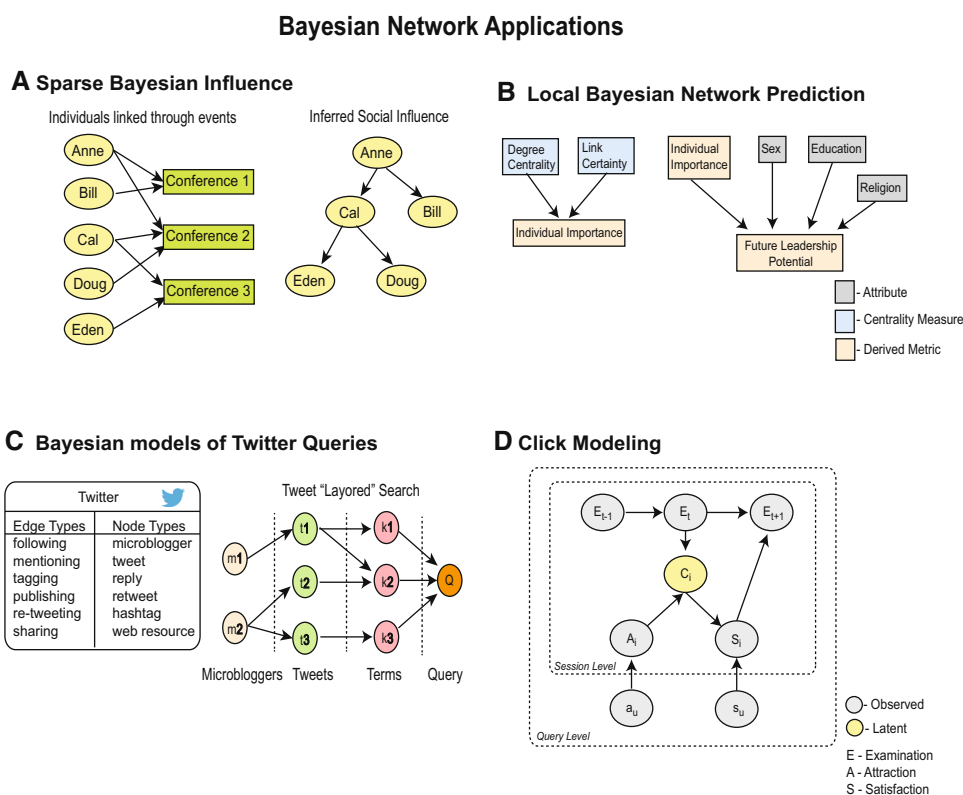 Bayesian Network Applications
A Sparse Bayesian Influence
Individuals linked through events
Anne
Bill
Cal
Doug
Eden
Conference 1
Conference 2
Conference 3
Inferred Social Influence
Anne
Cal
Bill
Eden
Doug
B Local Bayesian Network Prediction
Degree
Centrality
Link
Certainty
Individual Importance
Individual
Importance
Sex
Education
Religion
Future Leadership
Potential
- Attribute
- Centrality Measure
- Derived Metric
C Bayesian models of Twitter Queries
Twitter
Edge Types
following
mentioning
tagging
publishing
re-tweeting
sharing
Node Types
microblogger
tweet
reply
retweet
hashtag
web resource
Tweet "Layored" Search
m1
m2
t1
t2
t3
k1
k2
k3
Q
Microbloggers
Tweets
Terms
Query
D Click Modeling
Et-1
Et
Et+1
Ci
Ai
Si
Session Level
au
su
Query Level
- Observed
- Latent
E - Examination
A - Attraction
S - Satisfaction